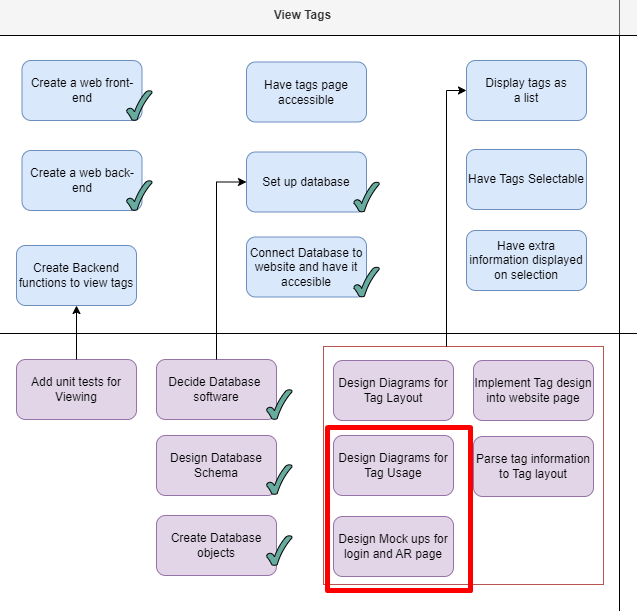 View Tags
Create a web front-
end
Have tags page
accessible
Display tags as
a list
Create a web back-
end
Set up database
Have Tags Selectable
Create Backend
functions to view tags
Connect Database to
website and have it
accesible
Have extra
information displayed
on selection
Add unit tests for
Viewing
Decide Database
software
Design Diagrams for
Tag Layout
Implement Tag design
into website page
Design Database
Schema
Design Diagrams for
Tag Usage
Parse tag information
to Tag layout
Create Database
objects
Design Mock ups for
login and AR page